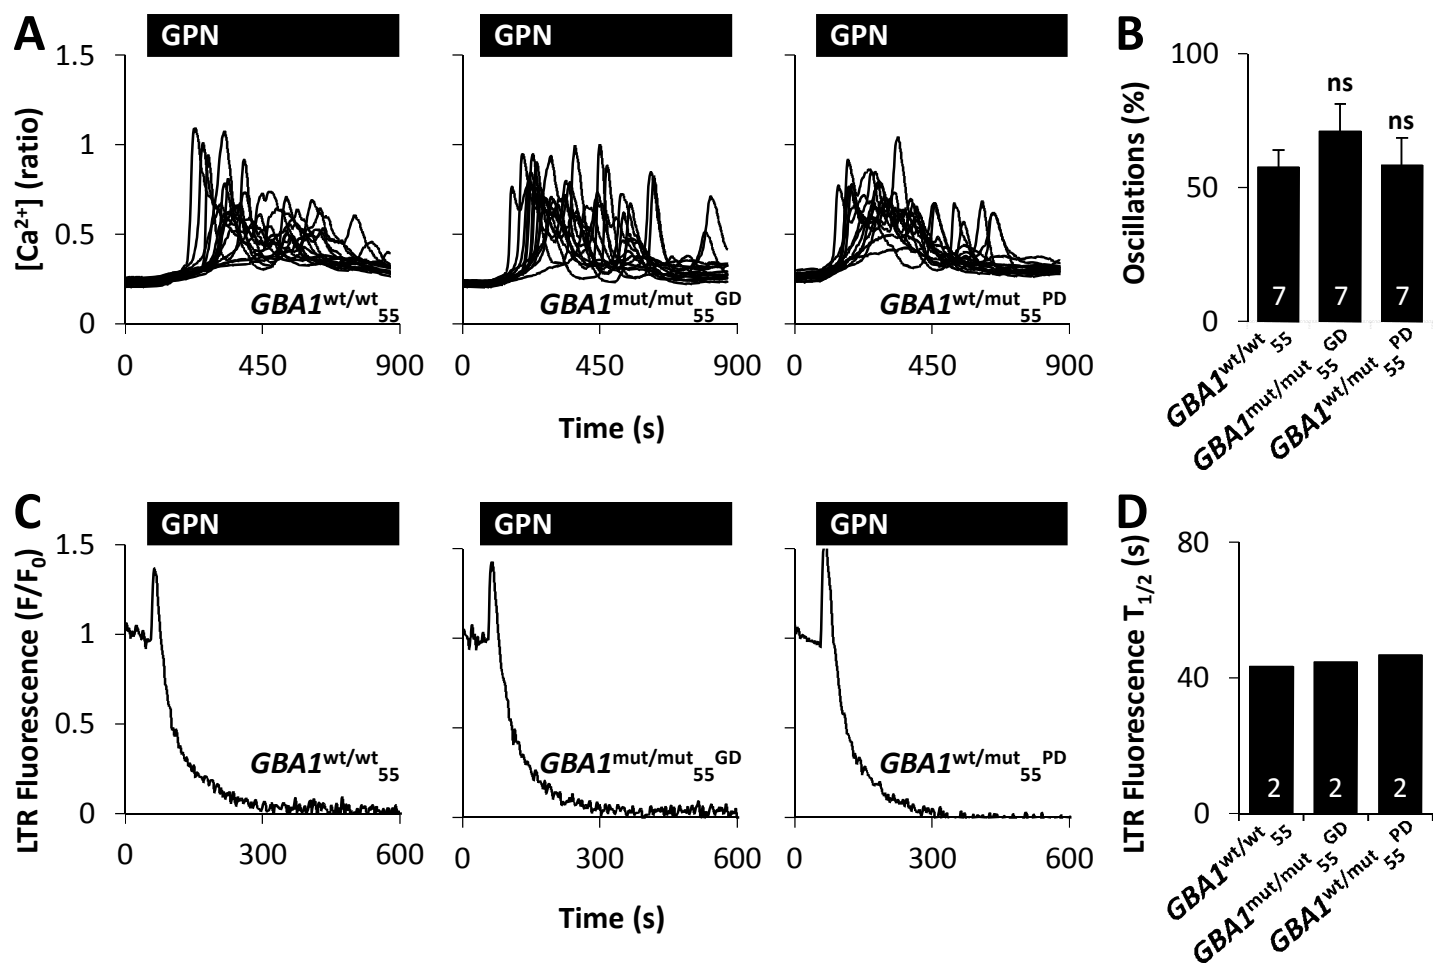 A
GPN
GPN
GPN
[Ca²⁺] (ratio)
1.5
1
0.5
0
GBA1wt/wt55
GBA1mut/mut55GD
GBA1wt/mut55PD
0 450 900
0 450 900
0 450 900
Time (s)
B
Oscillations (%)
100
50
0
ns
ns
7 7 7
GBA1wt/wt55
GBA1mut/mut55GD
GBA1wt/mut55PD
C
GPN
GPN
GPN
LTR Fluorescence (F/F₀)
1.5
1
0.5
0
GBA1wt/wt55
GBA1mut/mut55GD
GBA1wt/mut55PD
0 300 600
0 300 600
0 300 600
Time (s)
D
LTR Fluorescence T1/2 (s)
80
40
0
2 2 2
GBA1wt/wt55
GBA1mut/mut55GD
GBA1wt/mut55PD